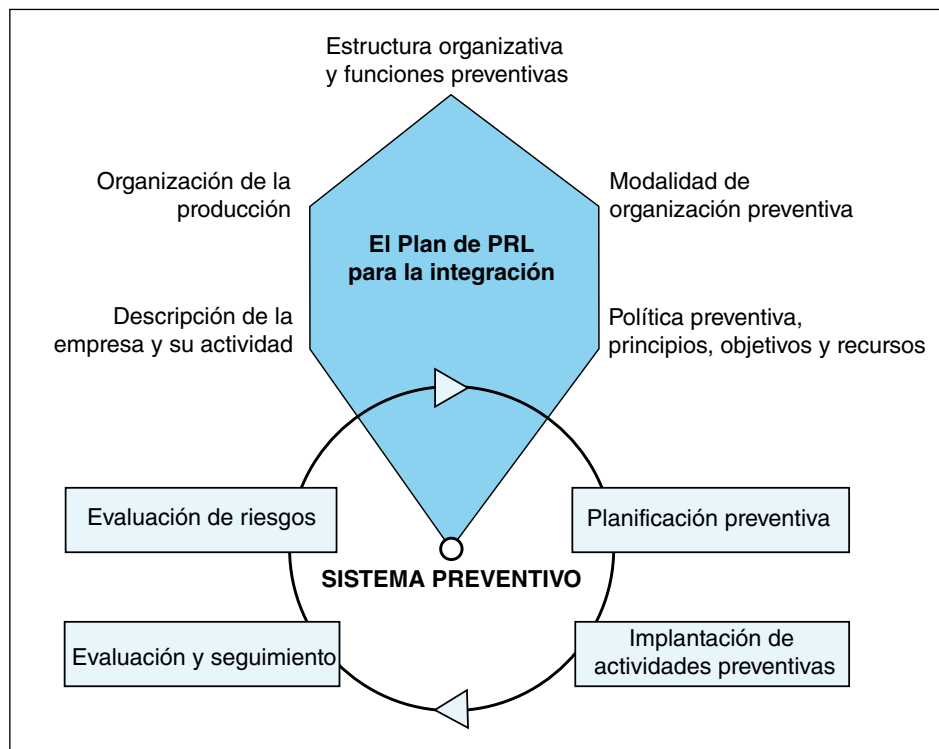 Estructura organizativa
y funciones preventivas
Organización de la
producción
Modalidad de
organización preventiva
El Plan de PRL
para la integración
Descripción de la
empresa y su actividad
Política preventiva,
principios, objetivos y recursos
Evaluación de riesgos
Planificación preventiva
SISTEMA PREVENTIVO
Evaluación y seguimiento
Implantación de
actividades preventivas